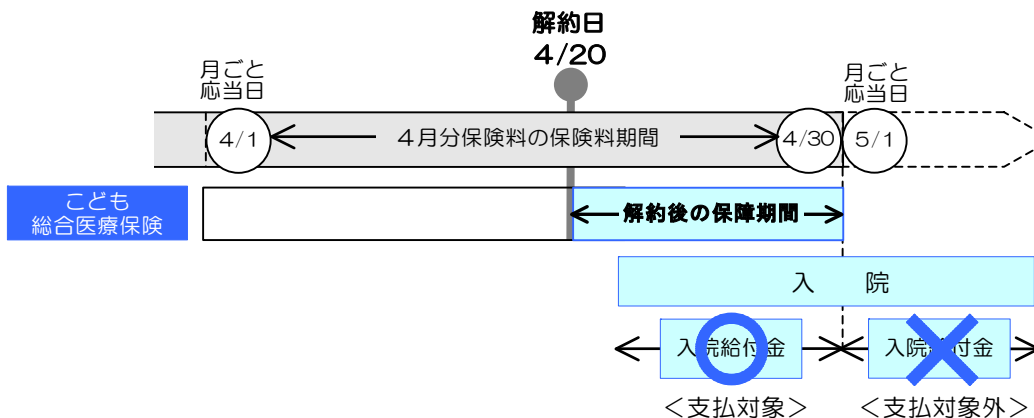 解約日
4/20
月ごと
応当日
月ごと
応当日
4/1
4月分保険料の保険料期間
4/30
5/1
こども
総合医療保険
解約後の保障期間
入 院
入院給付金
入院給付金
＜支払対象＞
＜支払対象外＞